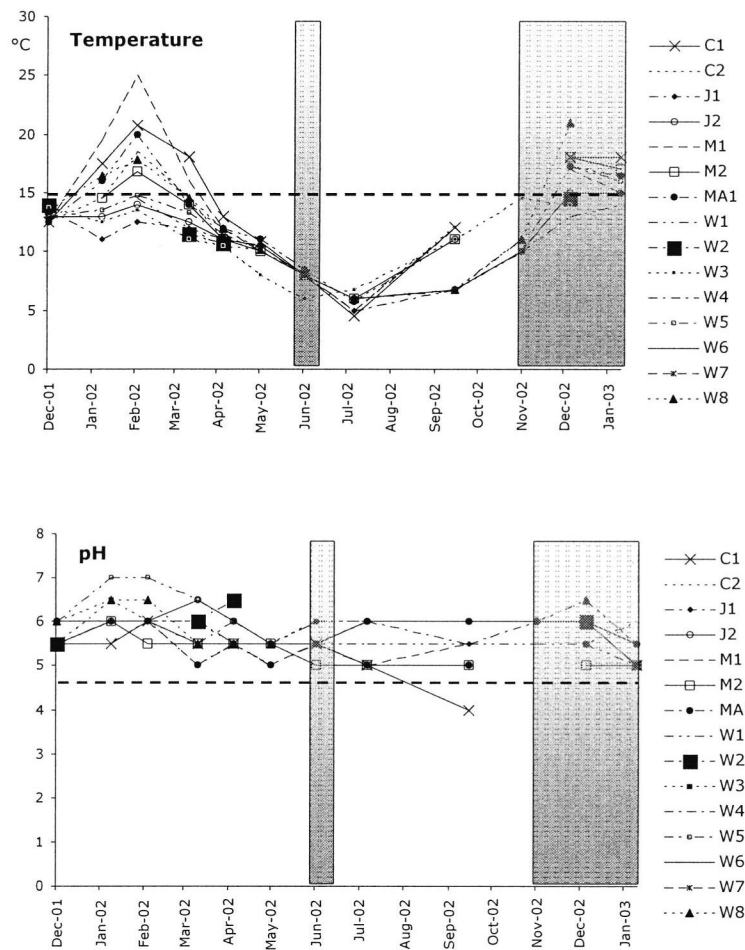 30
Temperature
°C
25
20
15
10
5
0
Dec-01
Jan-02
Feb-02
Mar-02
Apr-02
May-02
Jun-02
Jul-02
Aug-02
Sep-02
Oct-02
Nov-02
Dec-02
Jan-03
C1
C2
J1
J2
M1
M2
MA1
W1
W2
W3
W4
W5
W6
W7
W8
8
pH
7
6
5
4
3
2
1
0
Dec-01
Jan-02
Feb-02
Mar-02
Apr-02
May-02
Jun-02
Jul-02
Aug-02
Sep-02
Oct-02
Nov-02
Dec-02
Jan-03
C1
C2
J1
J2
M1
M2
MA
W1
W2
W3
W4
W5
W6
W7
W8